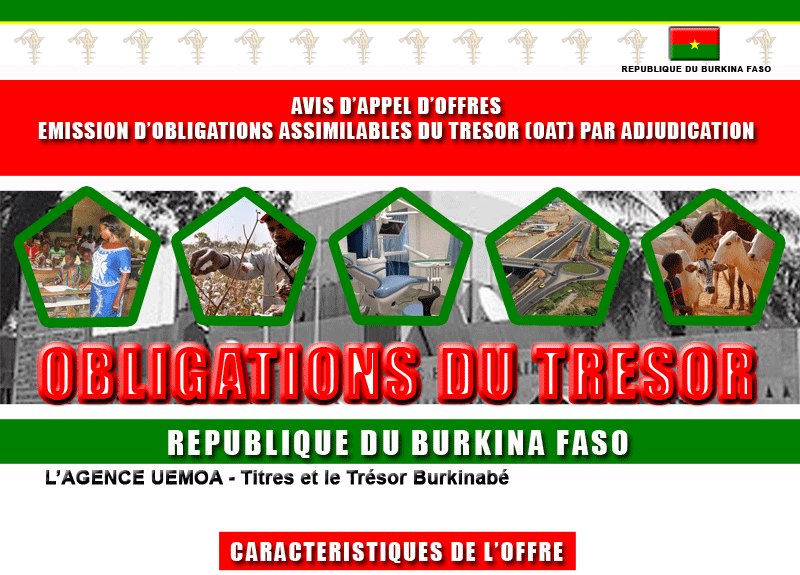 REPUBLIQUE DU BURKINA FASO
AVIS D'APPEL D'OFFRES
EMISSION D'OBLIGATIONS ASSIMILABLES DU TRESOR (OAT) PAR ADJUDICATION
OBLIGATIONS DU TRESOR
REPUBLIQUE DU BURKINA FASO
L'AGENCE UEMOA - Titres et le Trésor Burkinabé
CARACTERISTIQUES DE L'OFFRE